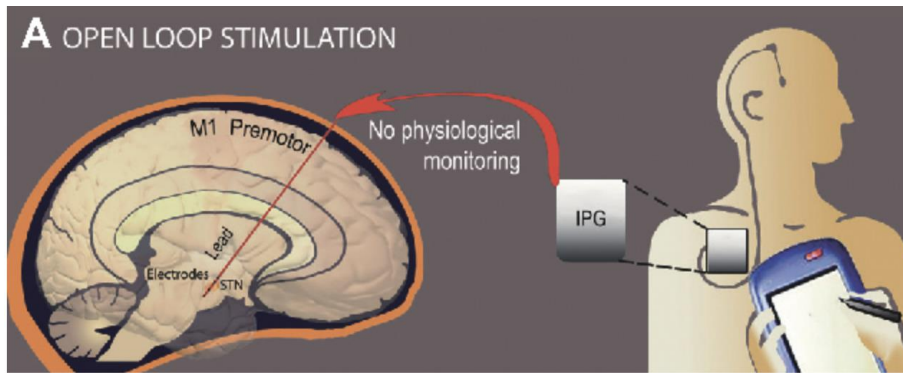 A OPEN LOOP STIMULATION
M1 Premotor
No physiological
monitoring
IPG
Lead
Electrodes
STN